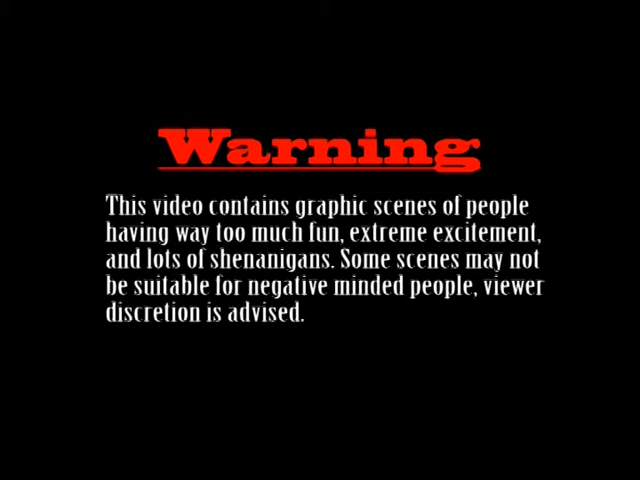 Warning
This video contains graphic scenes of people
having way too much fun, extreme excitement,
and lots of shenanigans. Some scenes may not
be suitable for negative minded people, viewer
discretion is advised.